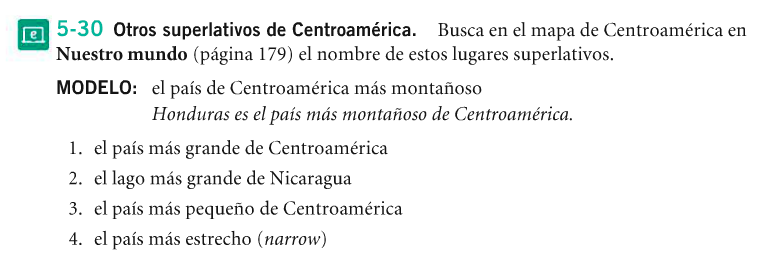 e 5-30 Otros superlativos de Centroamérica. Busca en el mapa de Centroamérica en
Nuestro mundo (página 179) el nombre de estos lugares superlativos.
MODELO: el país de Centroamérica más montañoso
Honduras es el país más montañoso de Centroamérica.
1. el país más grande de Centroamérica
2. el lago más grande de Nicaragua
3. el país más pequeño de Centroamérica
4. el país más estrecho (narrow)